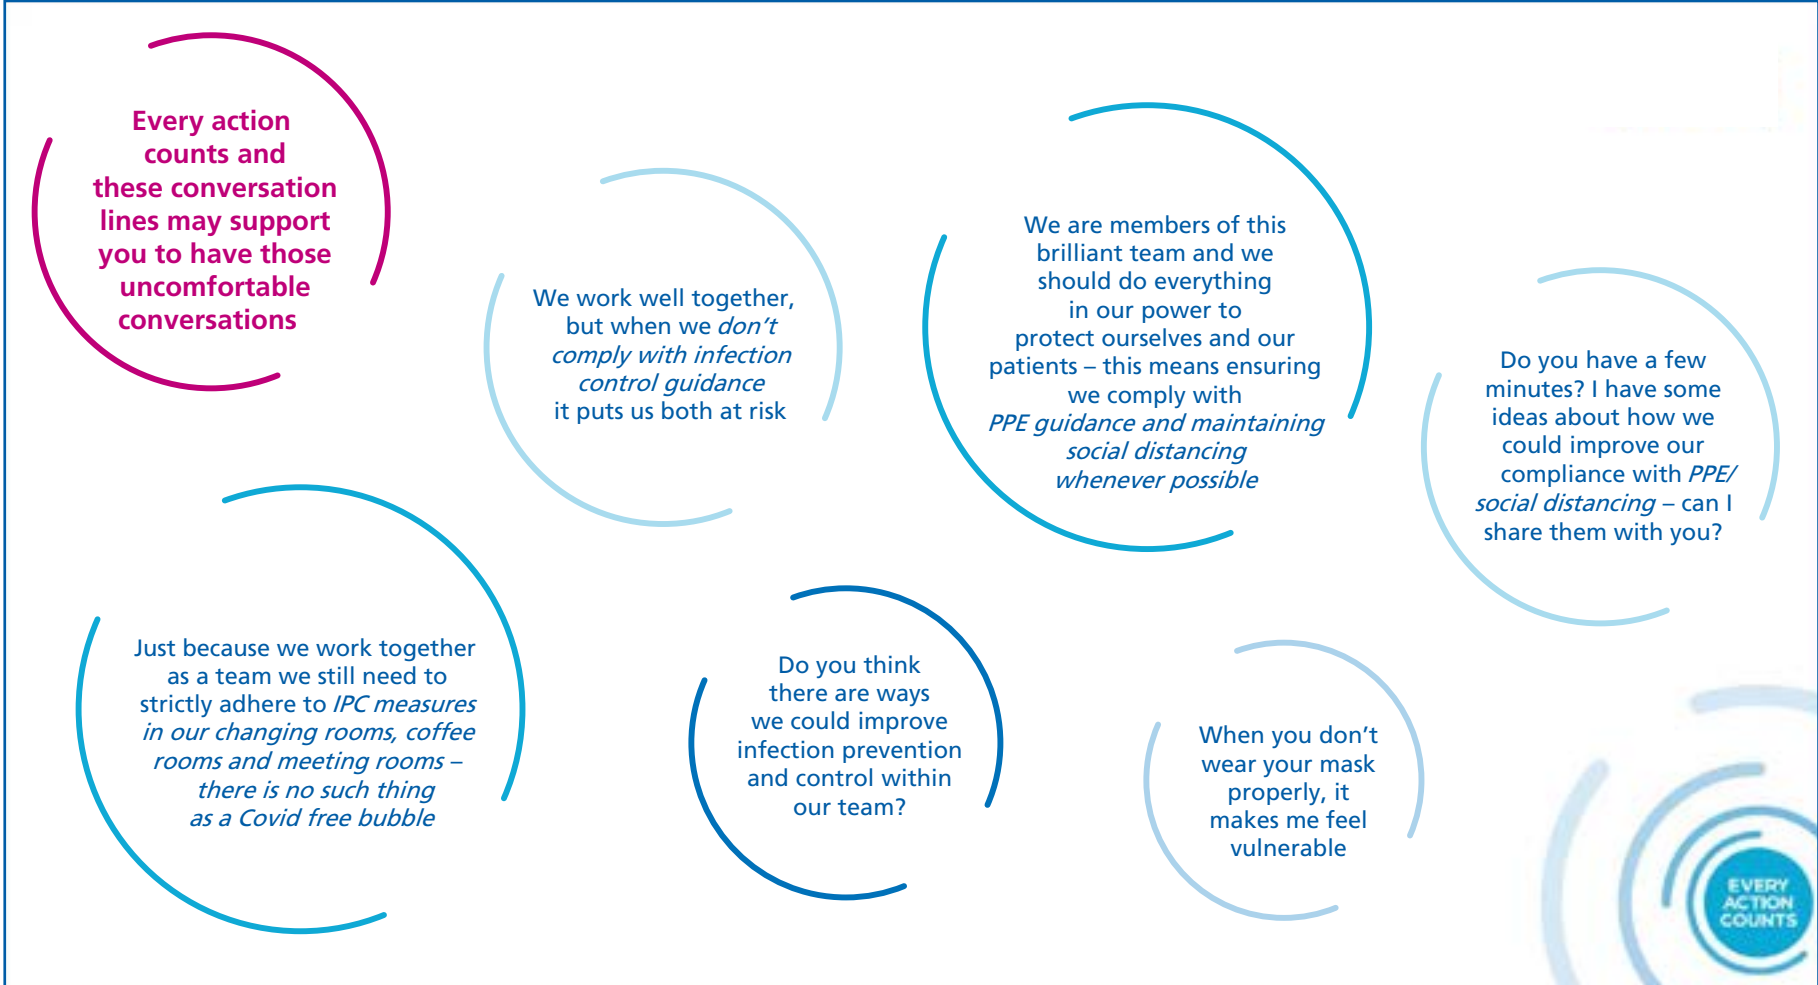 Every action
counts and
these conversation
lines may support
you to have those
uncomfortable
conversations
We work well together,
but when we don't
comply with infection
control guidance
it puts us both at risk
We are members of this
brilliant team and we
should do everything
in our power to
protect ourselves and our
patients – this means ensuring
we comply with
PPE guidance and maintaining
social distancing
whenever possible
Do you have a few
minutes? I have some
ideas about how we
could improve our
compliance with PPE/
social distancing – can I
share them with you?
Just because we work together
as a team we still need to
strictly adhere to IPC measures
in our changing rooms, coffee
rooms and meeting rooms –
there is no such thing
as a Covid free bubble
Do you think
there are ways
we could improve
infection prevention
and control within
our team?
When you don't
wear your mask
properly, it
makes me feel
vulnerable
EVERY
ACTION
COUNTS